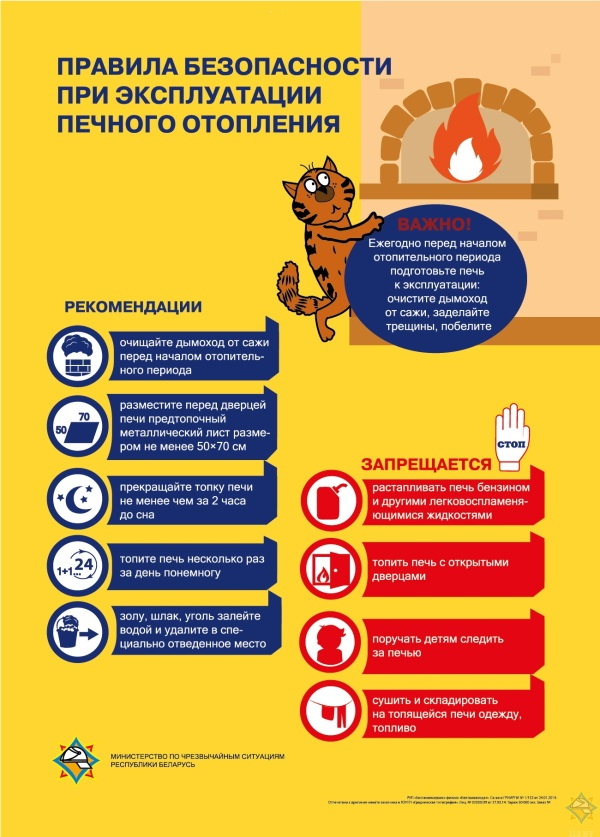 ПРАВИЛА БЕЗОПАСНОСТИ
ПРИ ЭКСПЛУАТАЦИИ
ПЕЧНОГО ОТОПЛЕНИЯ
ВАЖНО!
Ежегодно перед началом
отопительного периода
подготовьте печь
к эксплуатации:
очистите дымоход
от сажи, заделайте
трещины, побелите
РЕКОМЕНДАЦИИ
очищайте дымоход от сажи
перед началом отопитель-
ного периода
70
50
разместите перед дверцей
печи предтопочный
металлический лист разме-
ром не менее 50×70 см
прекращайте топку печи
не менее чем за 2 часа
до сна
24
1+1...
топите печь несколько раз
за день понемногу
золу, шлак, уголь залейте
водой и удалите в спе-
циально отведенное место
СТОП
ЗАПРЕЩАЕТСЯ
растапливать печь бензином
и другими легковоспламеня-
ющимися жидкостями
топить печь с открытыми
дверцами
поручать детям следить
за печью
сушить и складировать
на топящейся печи одежду,
топливо
МИНИСТЕРСТВО ПО ЧРЕЗВЫЧАЙНЫМ СИТУАЦИЯМ
РЕСПУБЛИКИ БЕЛАРУСЬ